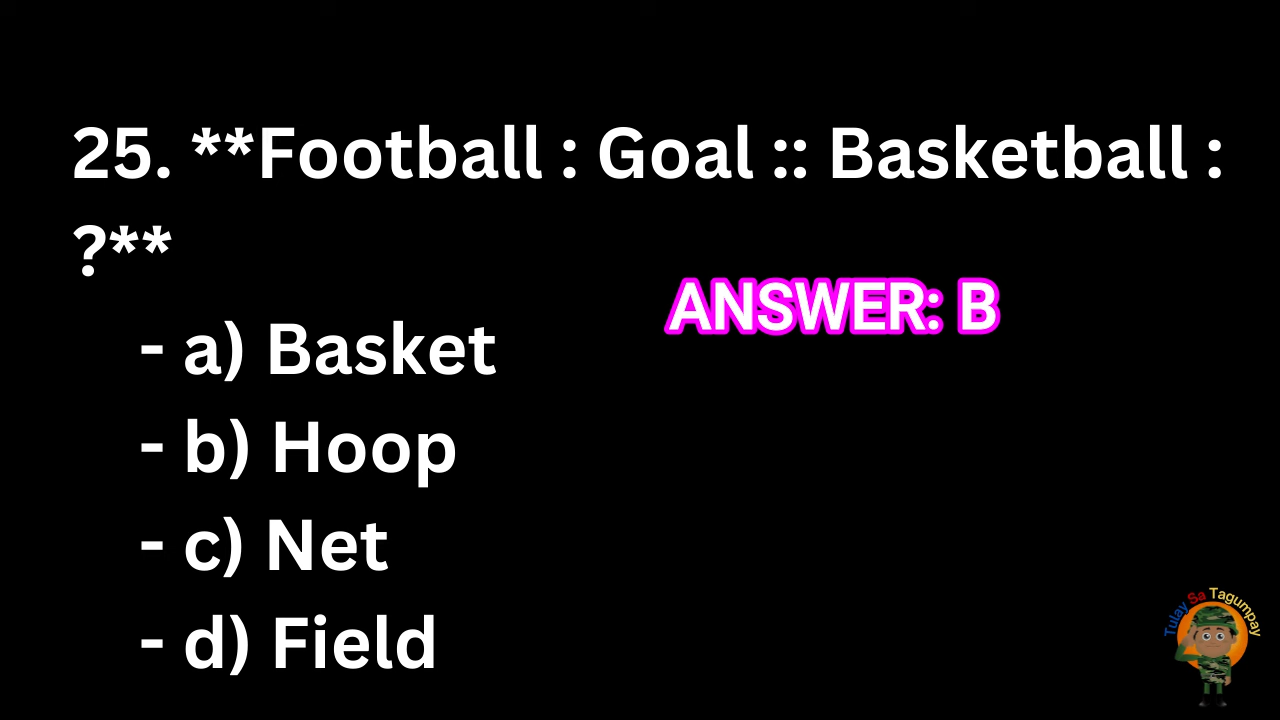 25. **Football : Goal :: Basketball :
?**
ANSWER: B
- a) Basket
- b) Hoop
- c) Net
- d) Field
Tulay Sa Tagumpay